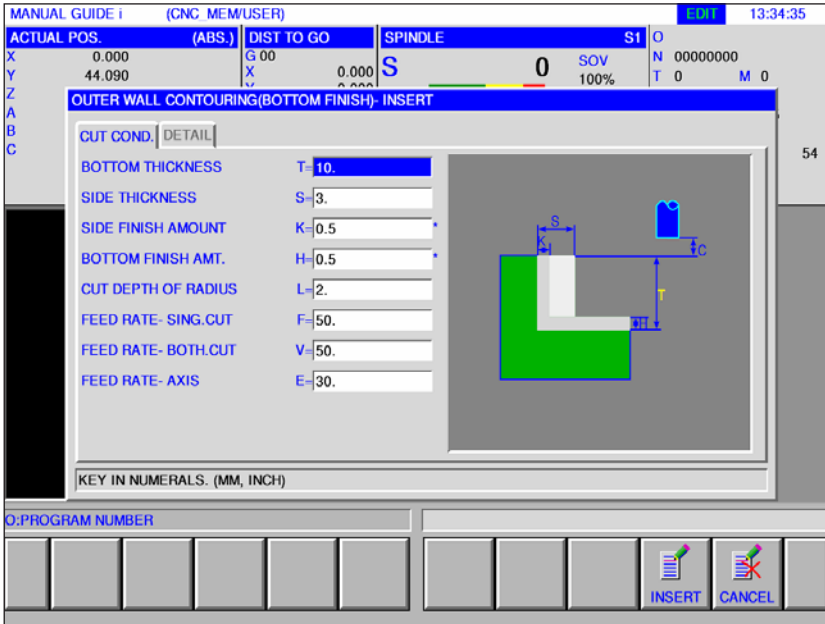 MANUAL GUIDE i (CNC_MEM/USER) EDIT 13:34:35
ACTUAL POS. (ABS.) DIST TO GO SPINDLE S1 O
X 0.000 G 00 S 0 SOV N 00000000
Y 44.090 X 0.000 100% T 0 M 0
Z
A
B
C 54
OUTER WALL CONTOURING(BOTTOM FINISH)- INSERT
CUT COND. DETAIL
BOTTOM THICKNESS T=10.
SIDE THICKNESS S=3.
SIDE FINISH AMOUNT K=0.5 *
BOTTOM FINISH AMT. H=0.5 *
CUT DEPTH OF RADIUS L=2.
FEED RATE- SING.CUT F=50.
FEED RATE- BOTH.CUT V=50.
FEED RATE- AXIS E=30.
S
K
C
T
H
KEY IN NUMERALS. (MM, INCH)
O:PROGRAM NUMBER
INSERT CANCEL